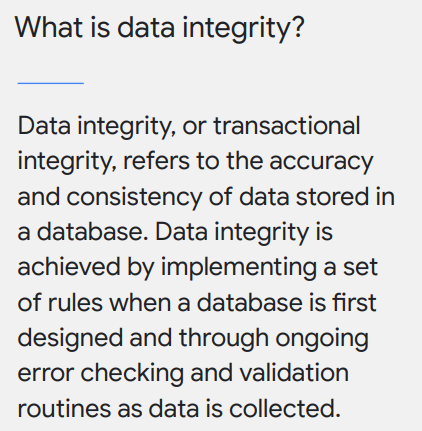 What is data integrity?
Data integrity, or transactional
integrity, refers to the accuracy
and consistency of data stored in
a database. Data integrity is
achieved by implementing a set
of rules when a database is first
designed and through ongoing
error checking and validation
routines as data is collected.